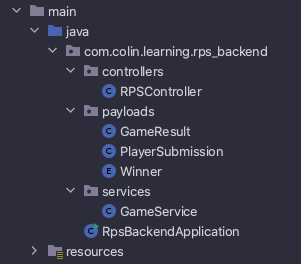 main
java
com.colin.learning.rps_backend
controllers
C RPSController
payloads
C GameResult
C PlayerSubmission
E Winner
services
C GameService
C RpsBackendApplication
resources